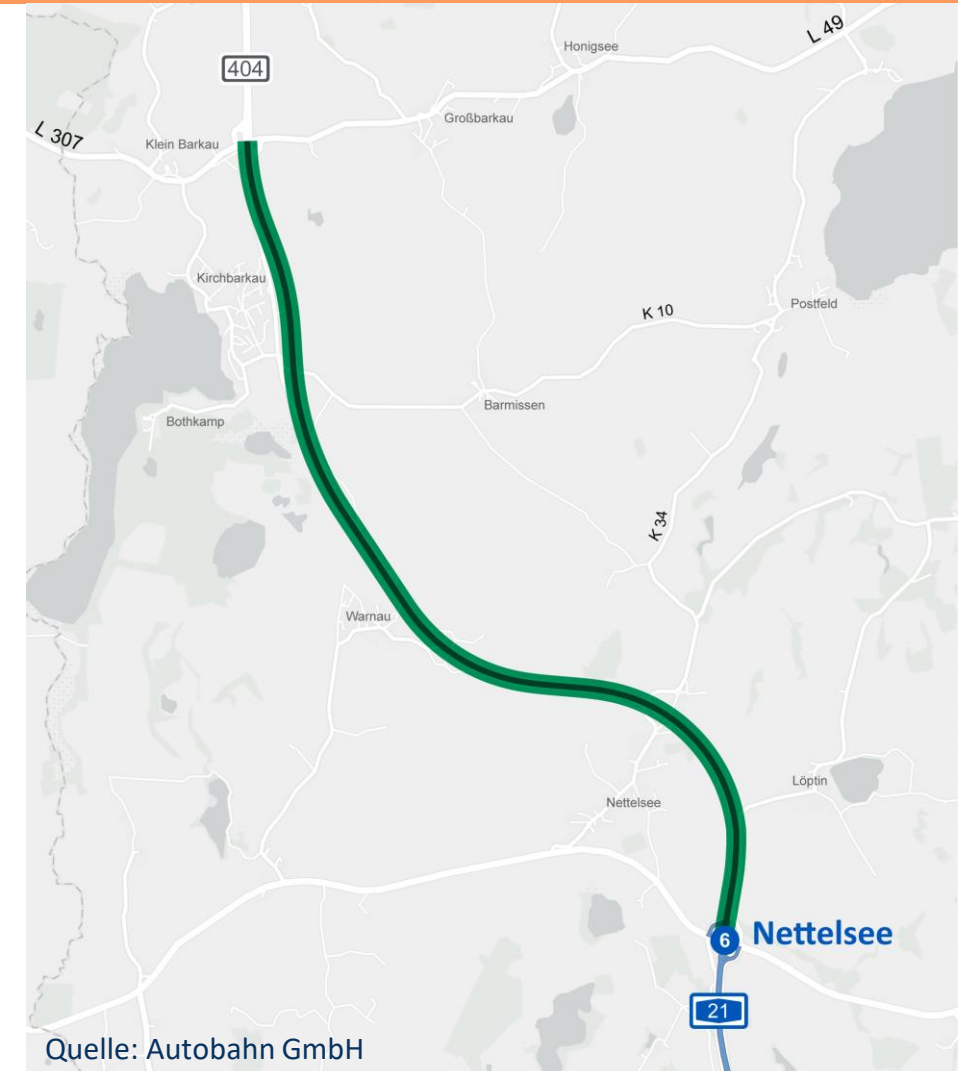 L 49
Honigsee
404
Großbarkau
L 307
Klein Barkau
Kirchbarkau
Postfeld
K 10
Barmissen
Bothkamp
K 34
Warnau
Löptin
Nettelsee
6 Nettelsee
21
Quelle: Autobahn GmbH